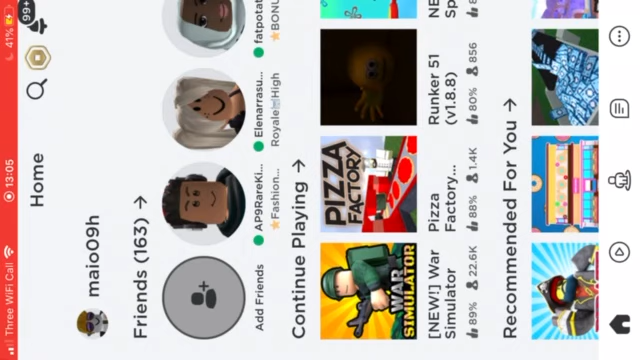 Three WiFi Call
13:05
41%
Home
99+
maio09h
Friends (163) →
Add Friends
AP9RareKi...
Fashion...
Elenarrasu...
Royale High
fatpotat
BONU
Continue Playing →
WAR
SIMULATOR
[NEW!] War
Simulator
89% 22.6K
PIZZA
FACTORY
Pizza
Factory...
88% 1.4K
Runker 51
(v1.8.8)
80% 856
NE
Sp
Recommended For You →